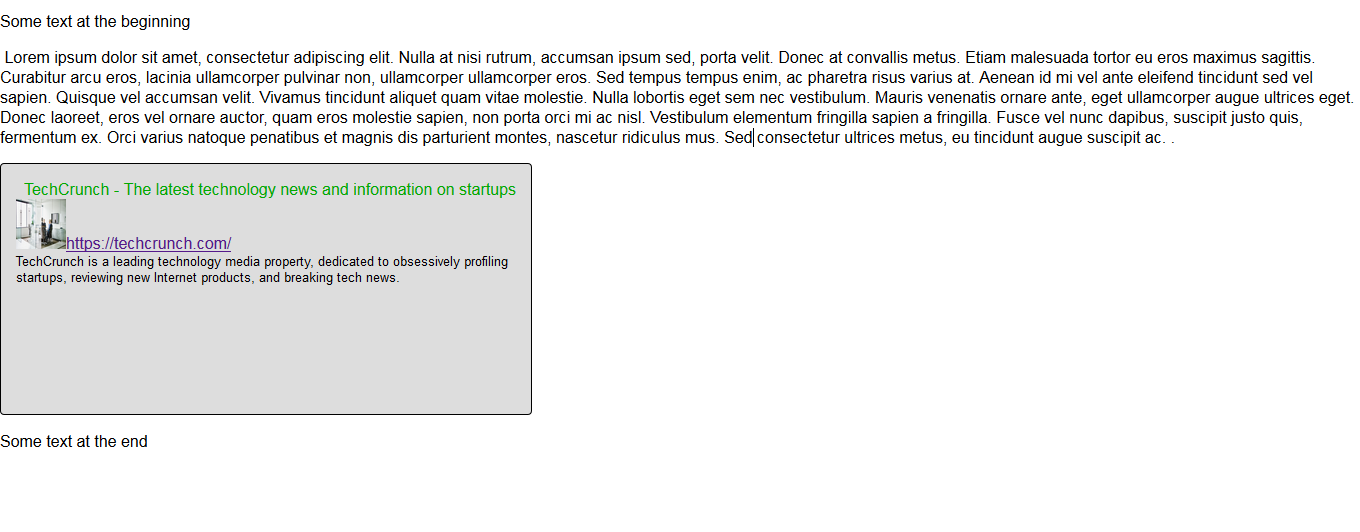 Some text at the beginning
Lorem ipsum dolor sit amet, consectetur adipiscing elit. Nulla at nisi rutrum, accumsan ipsum sed, porta velit. Donec at convallis metus. Etiam malesuada tortor eu eros maximus sagittis.
Curabitur arcu eros, lacinia ullamcorper pulvinar non, ullamcorper ullamcorper eros. Sed tempus tempus enim, ac pharetra risus varius at. Aenean id mi vel ante eleifend tincidunt sed vel
sapien. Quisque vel accumsan velit. Vivamus tincidunt aliquet quam vitae molestie. Nulla lobortis eget sem nec vestibulum. Mauris venenatis ornare ante, eget ullamcorper augue ultrices eget.
Donec laoreet, eros vel ornare auctor, quam eros molestie sapien, non porta orci mi ac nisl. Vestibulum elementum fringilla sapien a fringilla. Fusce vel nunc dapibus, suscipit justo quis,
fermentum ex. Orci varius natoque penatibus et magnis dis parturient montes, nascetur ridiculus mus. Sed consectetur ultrices metus, eu tincidunt augue suscipit ac. .
TechCrunch - The latest technology news and information on startups
https://techcrunch.com/
TechCrunch is a leading technology media property, dedicated to obsessively profiling
startups, reviewing new Internet products, and breaking tech news.
Some text at the end